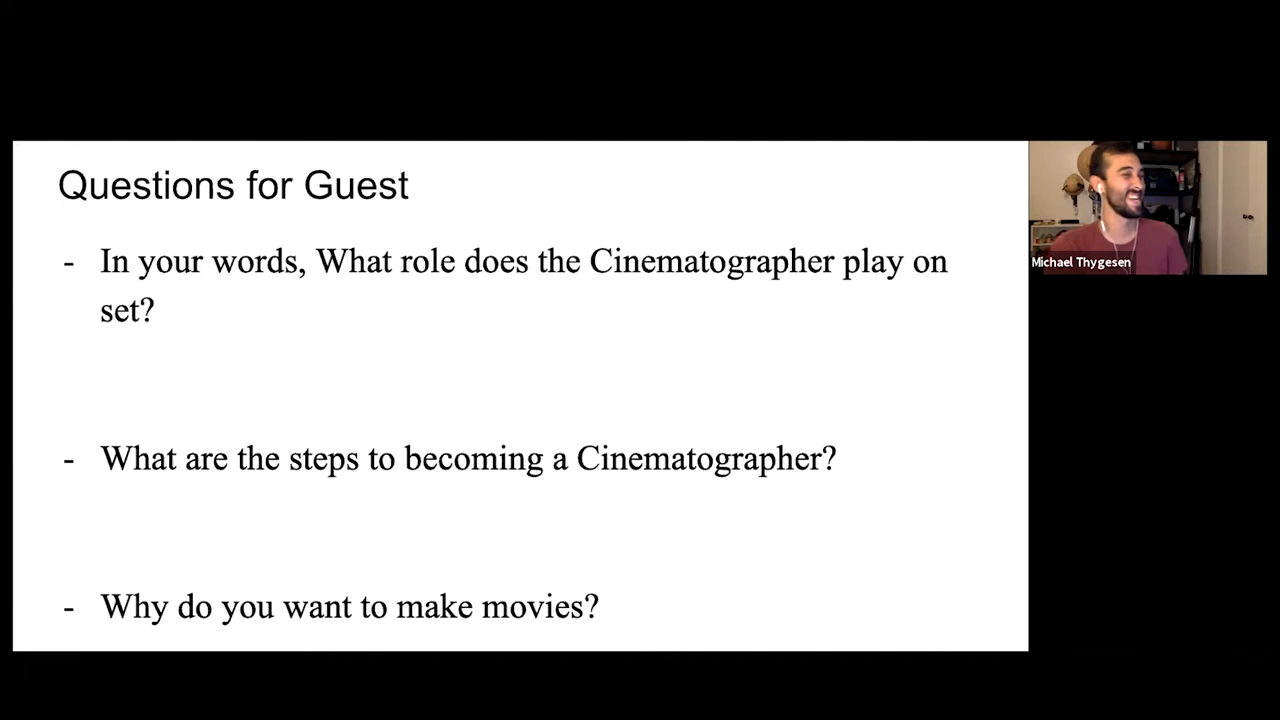 Questions for Guest
- In your words, What role does the Cinematographer play on
set?
- What are the steps to becoming a Cinematographer?
- Why do you want to make movies?
Michael Thygesen